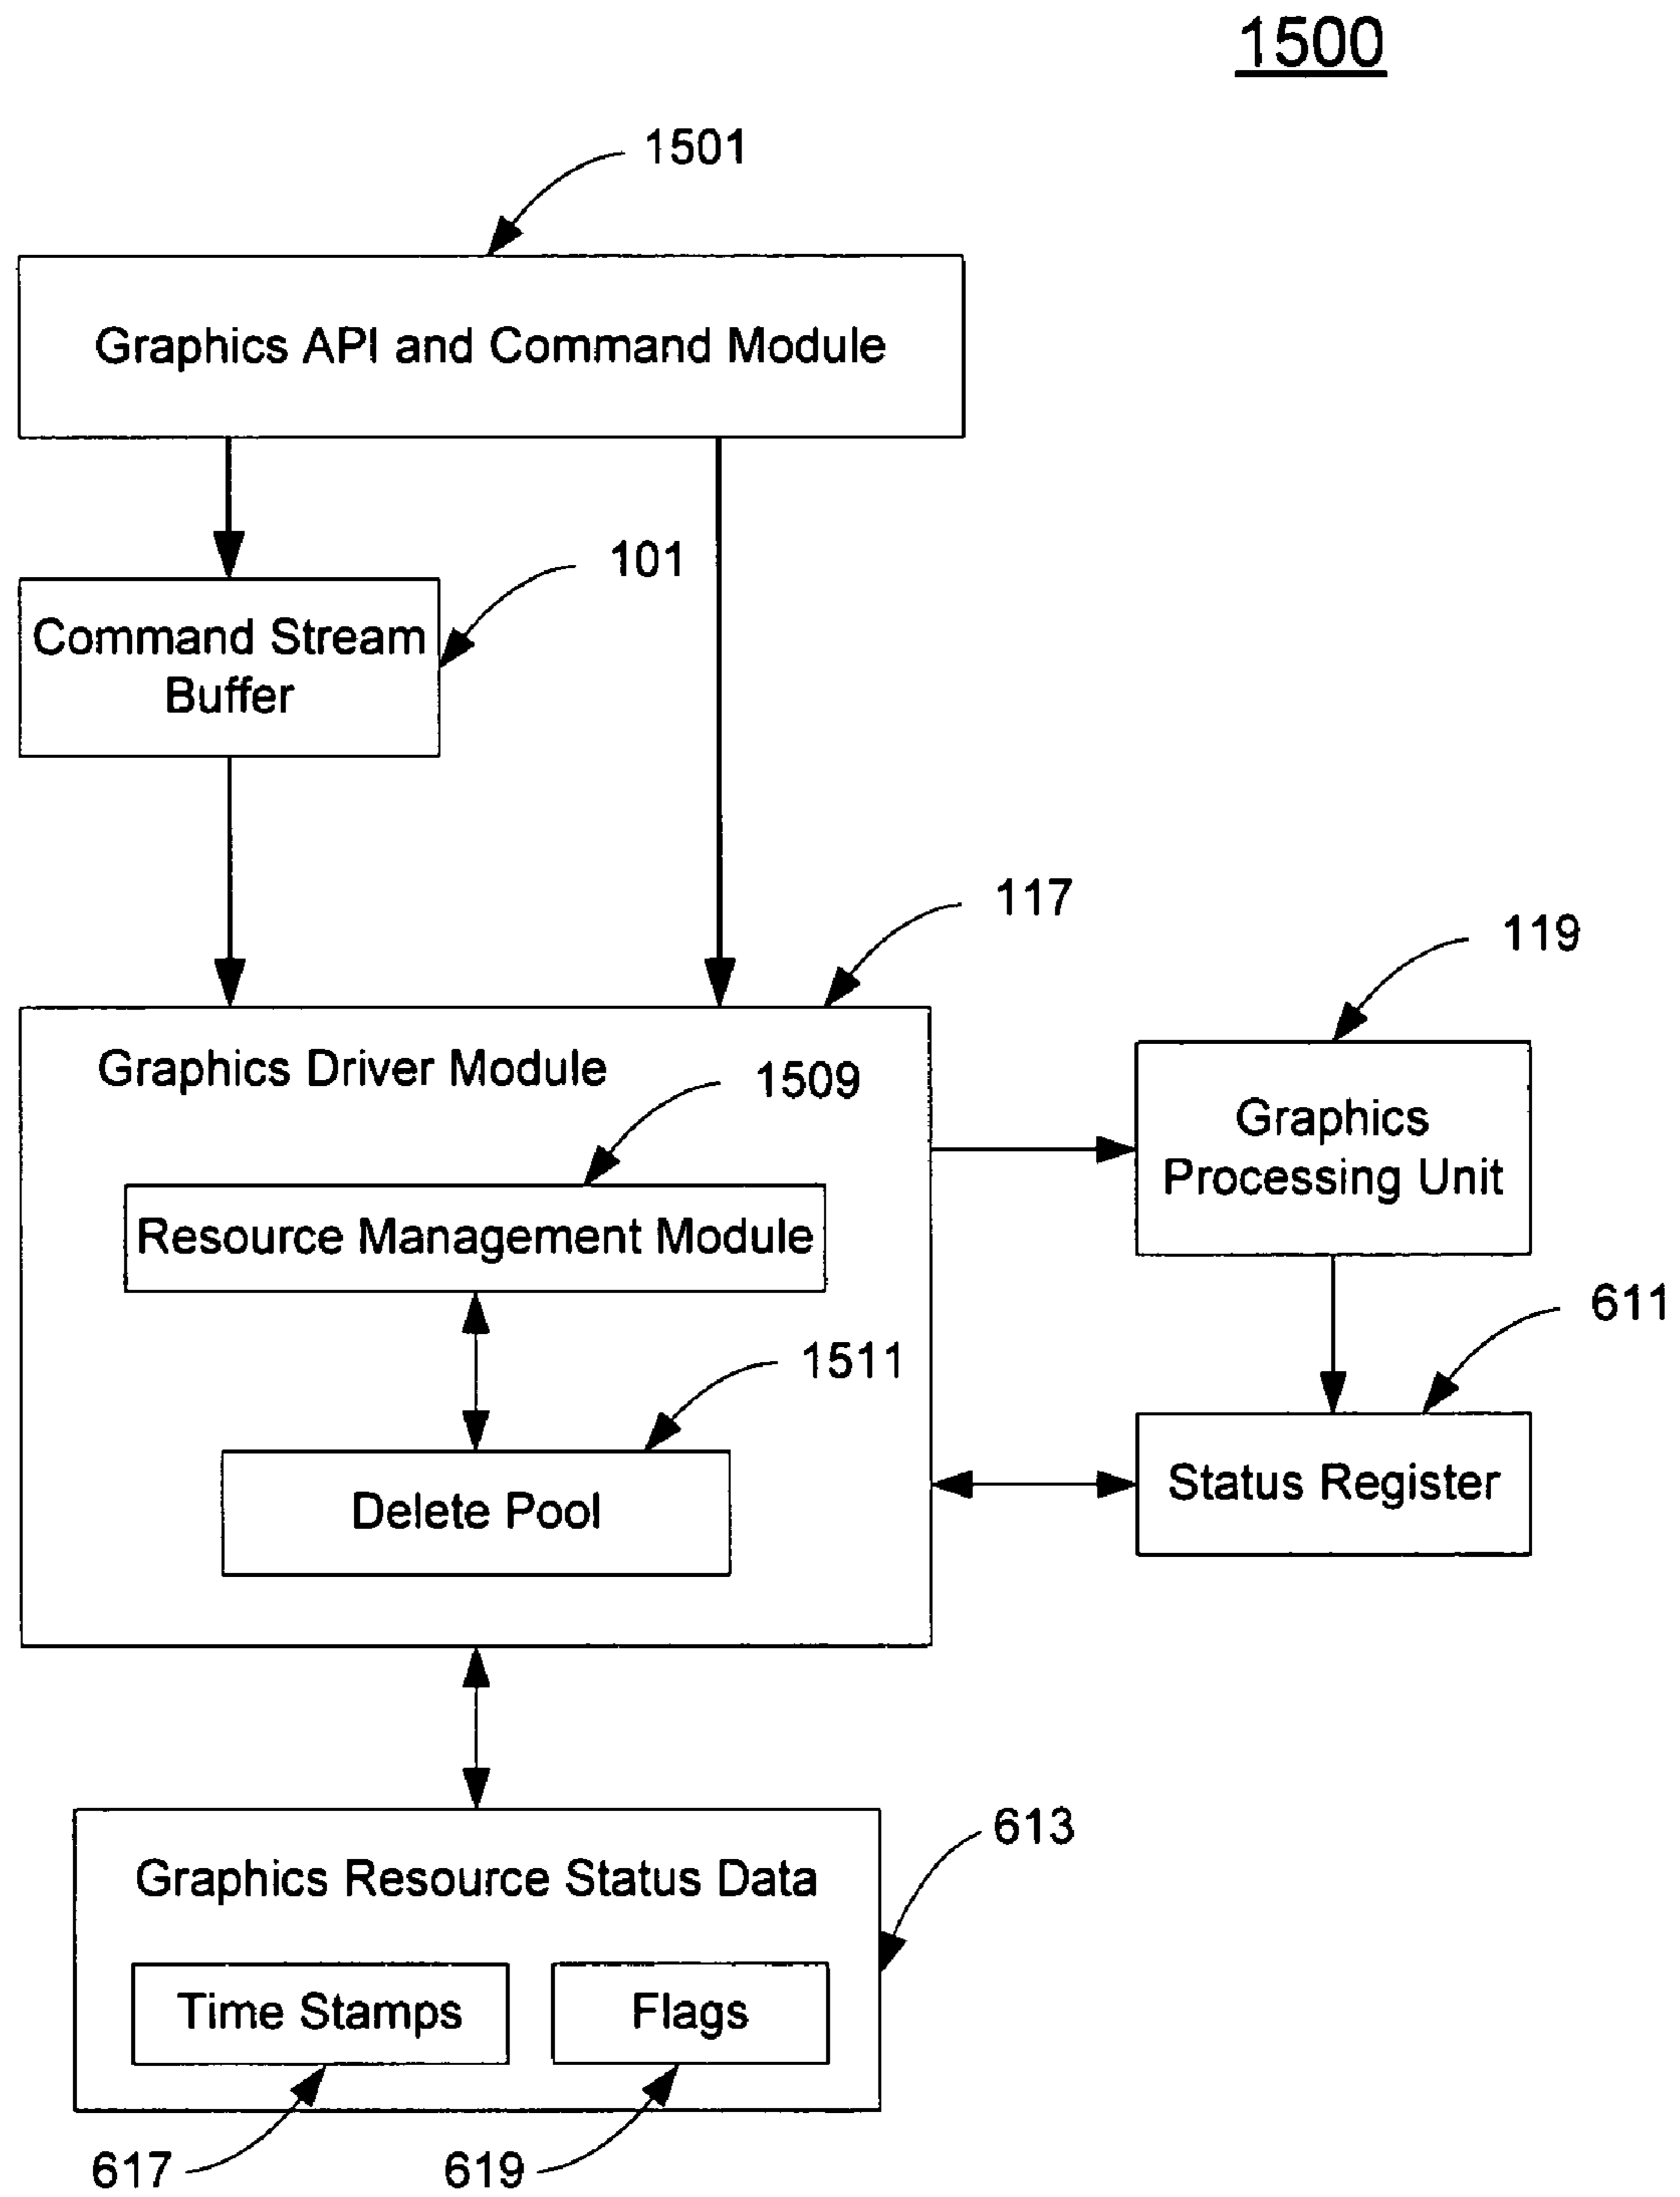 1500
1501
Graphics API and Command Module
101
Command Stream
Buffer
117
119
Graphics Driver Module
1509
Graphics
Processing Unit
Resource Management Module
611
1511
Status Register
Delete Pool
613
Graphics Resource Status Data
Time Stamps
Flags
617
619